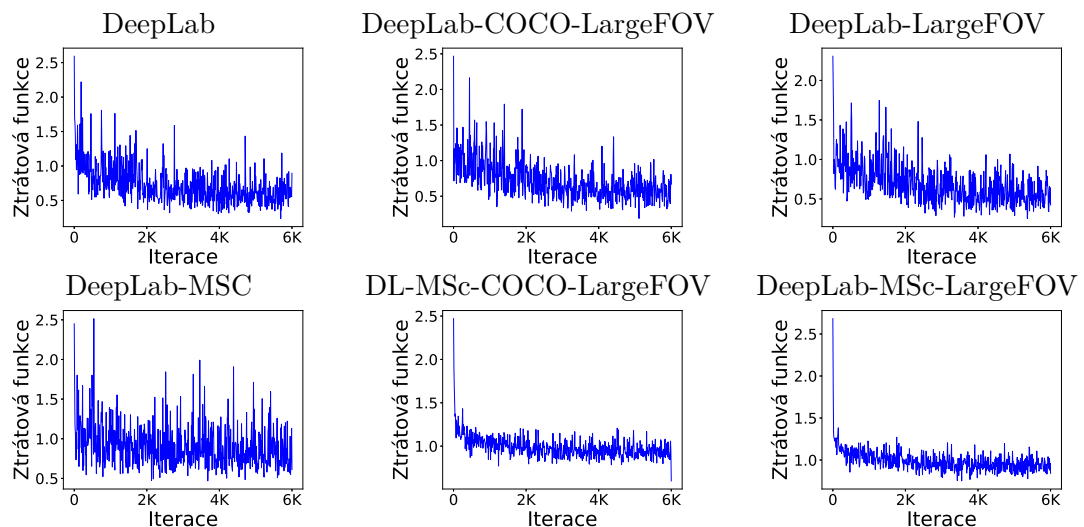 DeepLab
DeepLab-COCO-LargeFOV
DeepLab-LargeFOV
Ztrátová funkce
2.5
2.0
1.5
1.0
0.5
0
2K
4K
6K
Iterace
Ztrátová funkce
2.5
2.0
1.5
1.0
0.5
0
2K
4K
6K
Iterace
Ztrátová funkce
2.0
1.5
1.0
0.5
0
2K
4K
6K
Iterace
DeepLab-MSC
DL-MSc-COCO-LargeFOV
DeepLab-MSc-LargeFOV
Ztrátová funkce
2.5
2.0
1.5
1.0
0.5
0
2K
4K
6K
Iterace
Ztrátová funkce
2.5
2.0
1.5
1.0
0
2K
4K
6K
Iterace
Ztrátová funkce
2.5
2.0
1.5
1.0
0
2K
4K
6K
Iterace